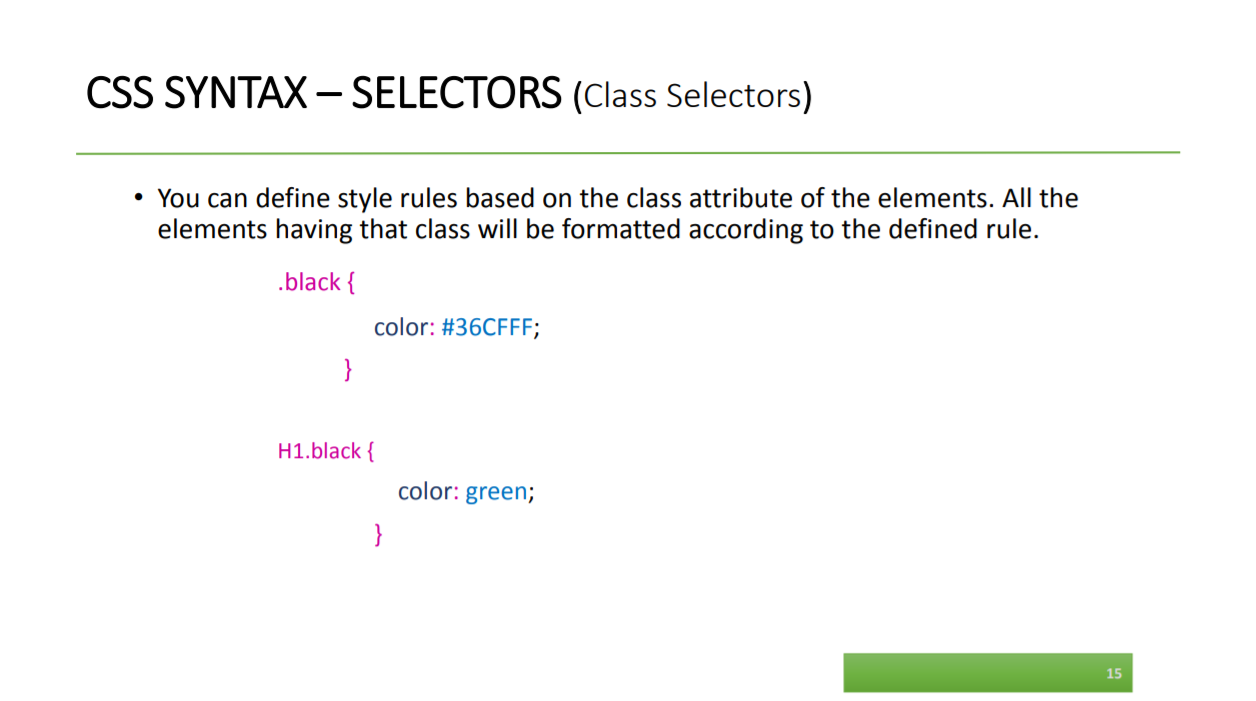 CSS SYNTAX – SELECTORS (Class Selectors)
• You can define style rules based on the class attribute of the elements. All the
elements having that class will be formatted according to the defined rule.
.black {
color: #36CFFF;
}
H1.black {
color: green;
}
15